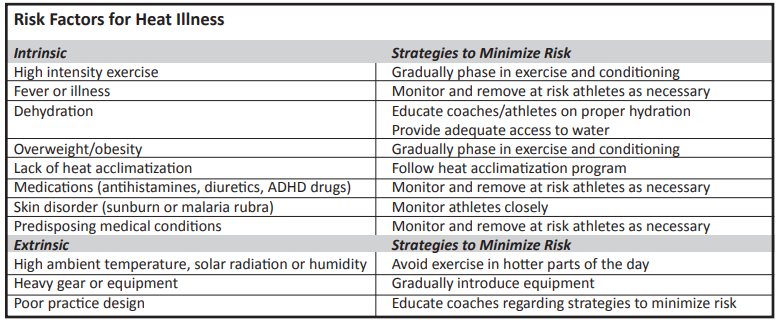 Risk Factors for Heat Illness
Intrinsic Strategies to Minimize Risk
High intensity exercise Gradually phase in exercise and conditioning
Fever or illness Monitor and remove at risk athletes as necessary
Dehydration Educate coaches/athletes on proper hydration
Provide adequate access to water
Overweight/obesity Gradually phase in exercise and conditioning
Lack of heat acclimatization Follow heat acclimatization program
Medications (antihistamines, diuretics, ADHD drugs) Monitor and remove at risk athletes as necessary
Skin disorder (sunburn or malaria rubra) Monitor athletes closely
Predisposing medical conditions Monitor and remove at risk athletes as necessary
Extrinsic Strategies to Minimize Risk
High ambient temperature, solar radiation or humidity Avoid exercise in hotter parts of the day
Heavy gear or equipment Gradually introduce equipment
Poor practice design Educate coaches regarding strategies to minimize risk